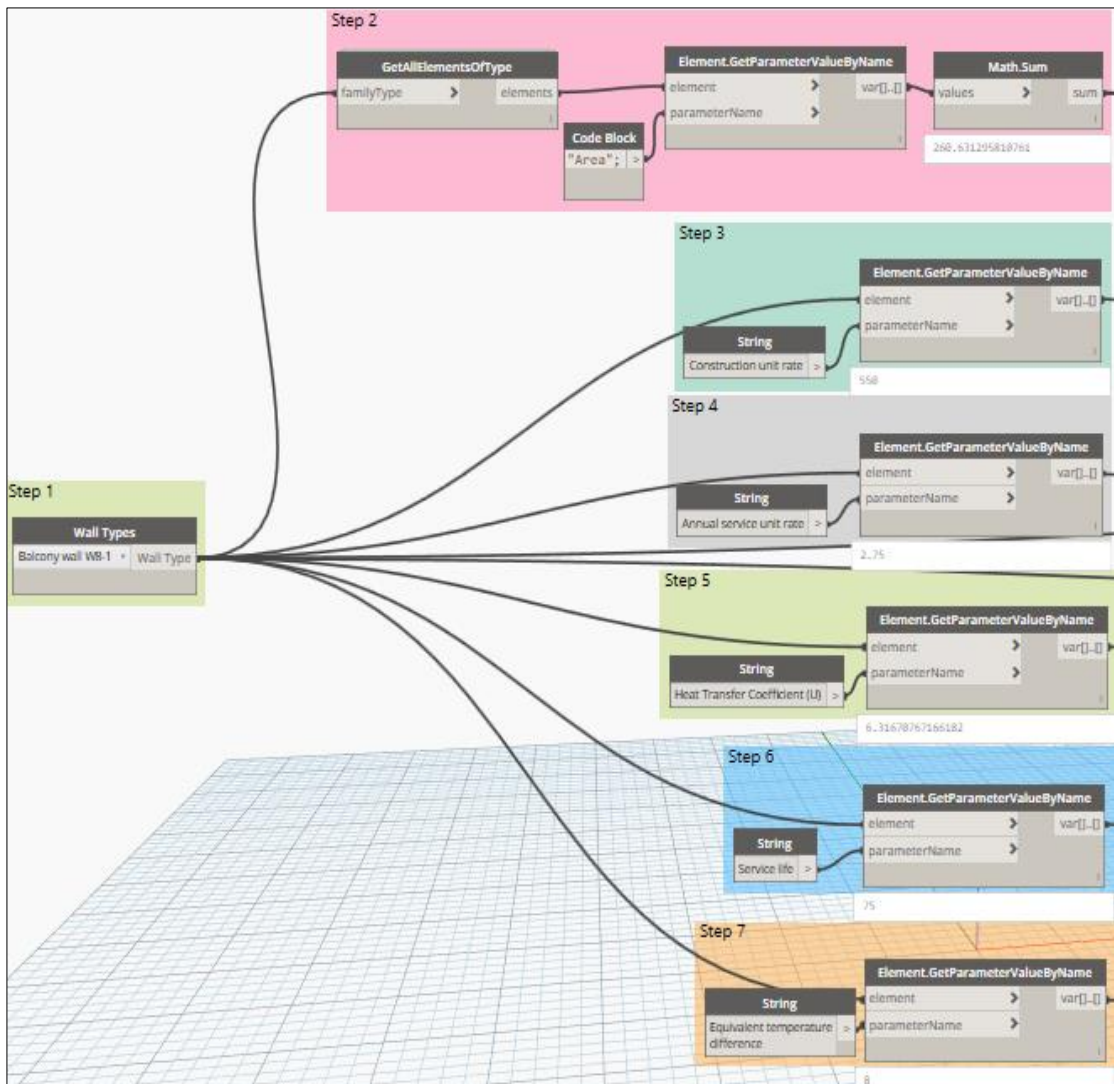 Step 2
GetAllElementsOfType
familyType > elements
Code Block
"Area"; >
Element.GetParameterValueByName
element > var[]..[]
parameterName >
Math.Sum
values > sum
260.631295810761
Step 3
Element.GetParameterValueByName
element > var[]..[]
parameterName >
String
Construction unit rate >
550
Step 4
Element.GetParameterValueByName
element > var[]..[]
parameterName >
String
Annual service unit rate >
2.75
Step 1
Wall Types
Balcony wall W8-1 Wall Type
Step 5
Element.GetParameterValueByName
element > var[]..[]
parameterName >
String
Heat Transfer Coefficient (U) >
6.31670767166182
Step 6
Element.GetParameterValueByName
element > var[]..[]
parameterName >
String
Service life >
75
Step 7
Element.GetParameterValueByName
element > var[]..[]
parameterName >
String
Equivalent temperature >
difference